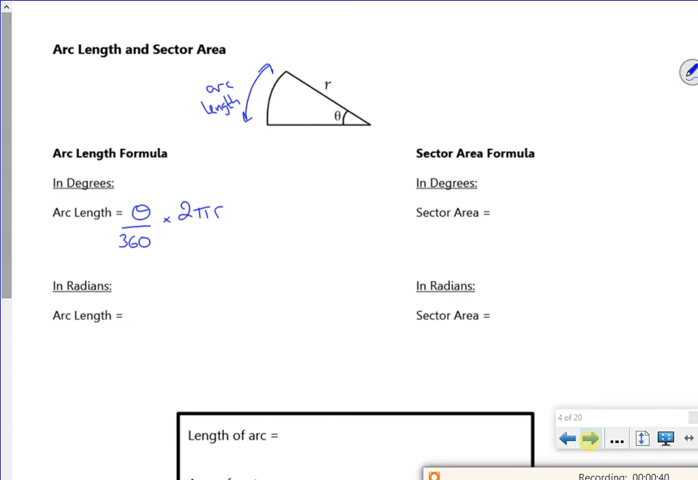 Arc Length and Sector Area
arc
length
r
θ
Arc Length Formula
Sector Area Formula
In Degrees:
In Degrees:
Arc Length = θ/360 × 2πr
Sector Area =
In Radians:
In Radians:
Arc Length =
Sector Area =
4 of 20
Length of arc =
Recording: 00:00:40